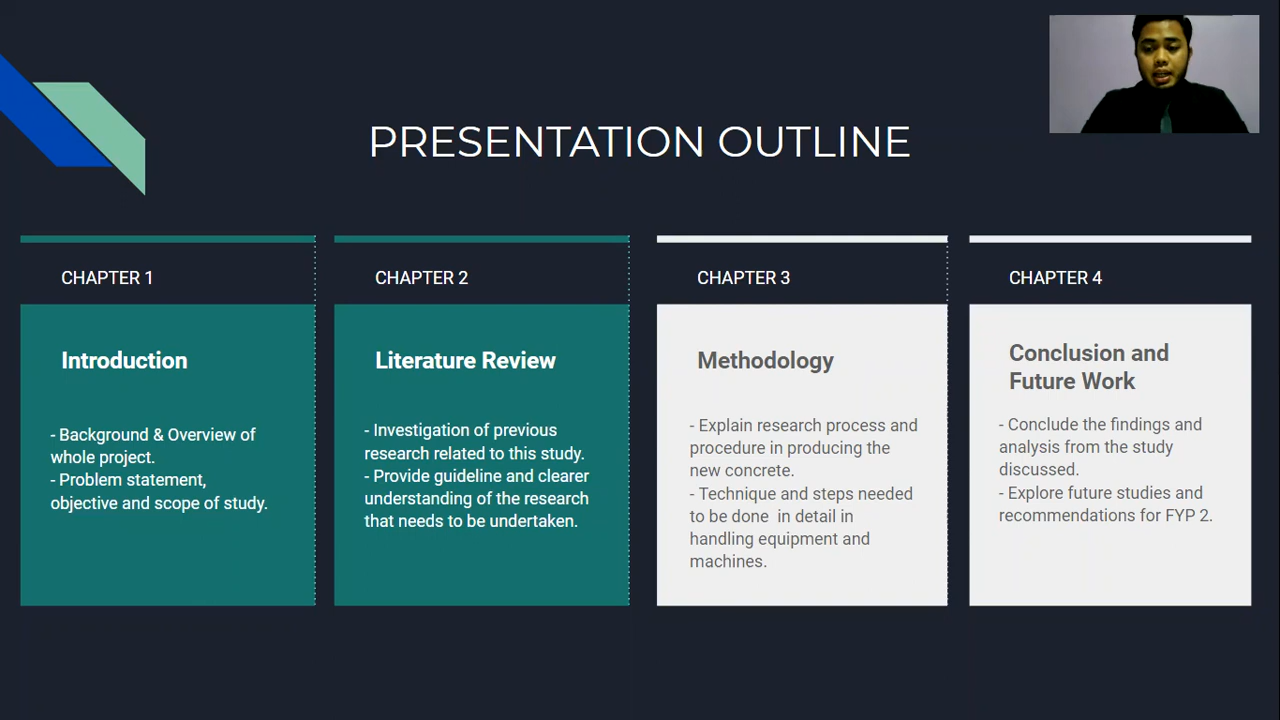 PRESENTATION OUTLINE
CHAPTER 1
Introduction
- Background & Overview of
whole project.
- Problem statement,
objective and scope of study.
CHAPTER 2
Literature Review
- Investigation of previous
research related to this study.
- Provide guideline and clearer
understanding of the research
that needs to be undertaken.
CHAPTER 3
Methodology
- Explain research process and
procedure in producing the
new concrete.
- Technique and steps needed
to be done  in detail in
handling equipment and
machines.
CHAPTER 4
Conclusion and
Future Work
- Conclude the findings and
analysis from the study
discussed.
- Explore future studies and
recommendations for FYP 2.